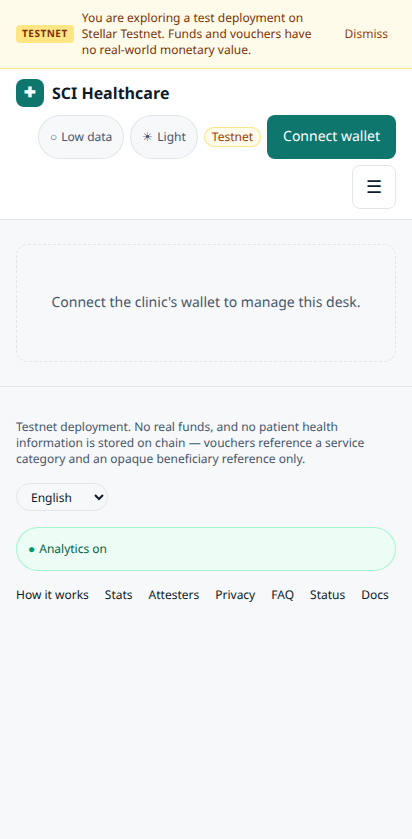 TESTNET
You are exploring a test deployment on
Stellar Testnet. Funds and vouchers have
no real-world monetary value.
Dismiss
SCI Healthcare
Low data
Light
Testnet
Connect wallet
Connect the clinic's wallet to manage this desk.
Testnet deployment. No real funds, and no patient health
information is stored on chain — vouchers reference a service
category and an opaque beneficiary reference only.
English
Analytics on
How it works Stats Attesters Privacy FAQ Status Docs